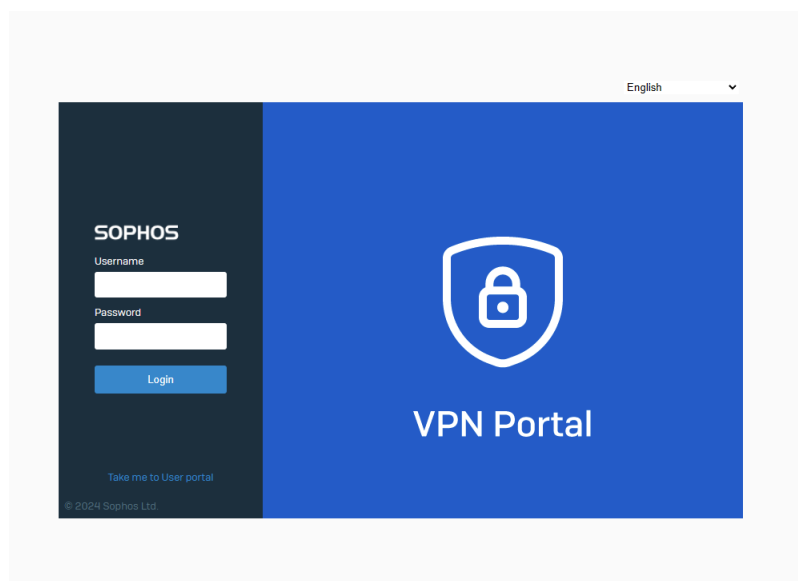 English
SOPHOS
Username
Password
Login
Take me to User portal
© 2024 Sophos Ltd.
VPN Portal